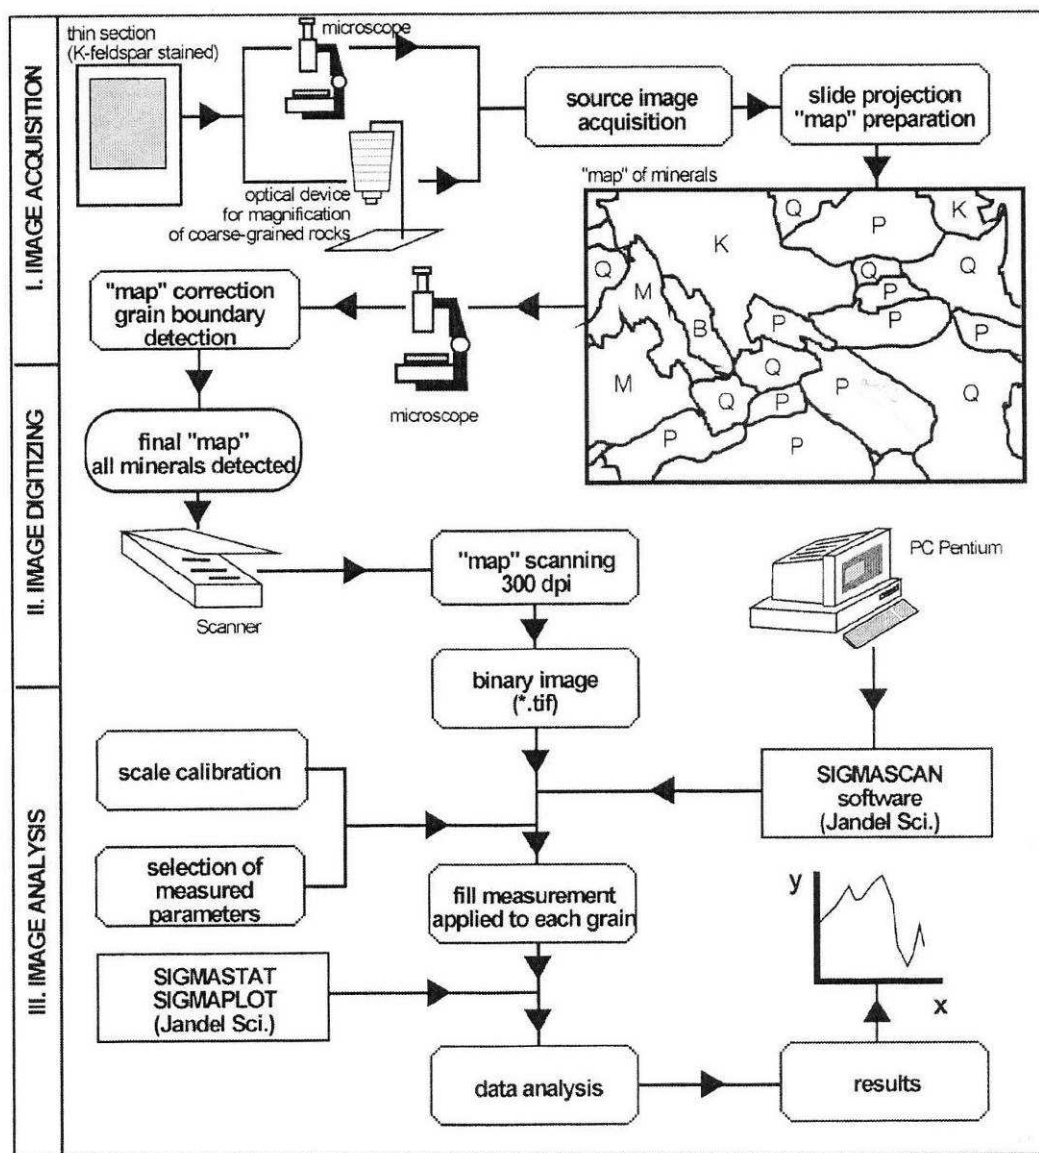 I. IMAGE ACQUISITION
thin section
(K-feldspar stained)
microscope
optical device
for magnification
of coarse-grained rocks
source image
acquisition
slide projection
"map" preparation
"map" of minerals
Q
P
K
K
Q
Q
Q
P
M
B
P
P
P
M
Q
P
Q
Q
P
P
P
"map" correction
grain boundary
detection
microscope
II. IMAGE DIGITIZING
final "map"
all minerals detected
Scanner
"map" scanning
300 dpi
PC Pentium
binary image
(*.tif)
III. IMAGE ANALYSIS
scale calibration
SIGMASCAN
software
(Jandel Sci.)
selection of
measured
parameters
fill measurement
applied to each grain
y
x
SIGMASTAT
SIGMAPLOT
(Jandel Sci.)
data analysis
results